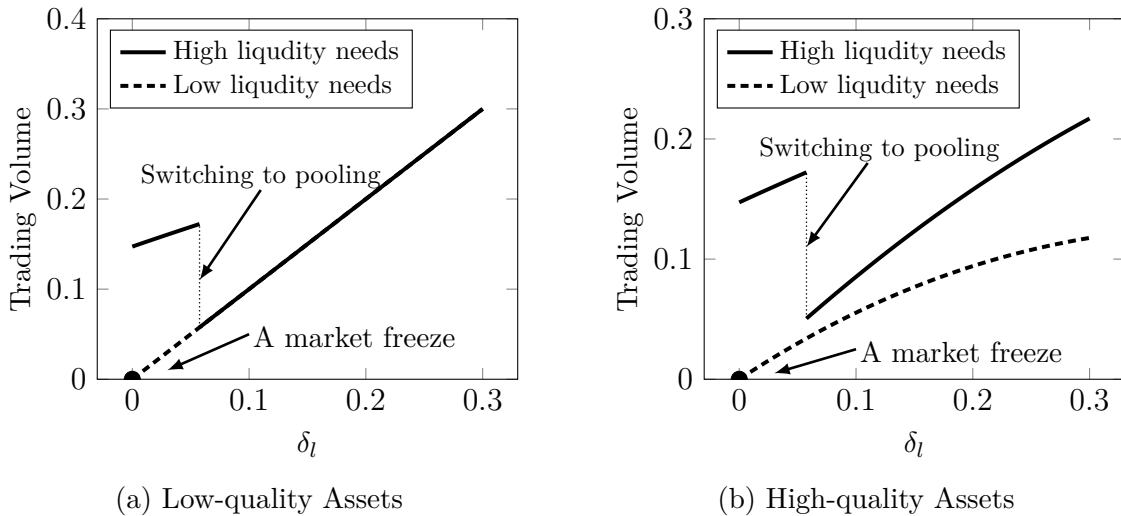 0.4
0.3
0.2
0.1
0
Trading Volume
High liqudity needs
Low liqudity needs
Switching to pooling
A market freeze
0
0.1
0.2
0.3
δl
(a) Low-quality Assets
0.3
0.2
0.1
0
Trading Volume
High liqudity needs
Low liqudity needs
Switching to pooling
A market freeze
0
0.1
0.2
0.3
δl
(b) High-quality Assets